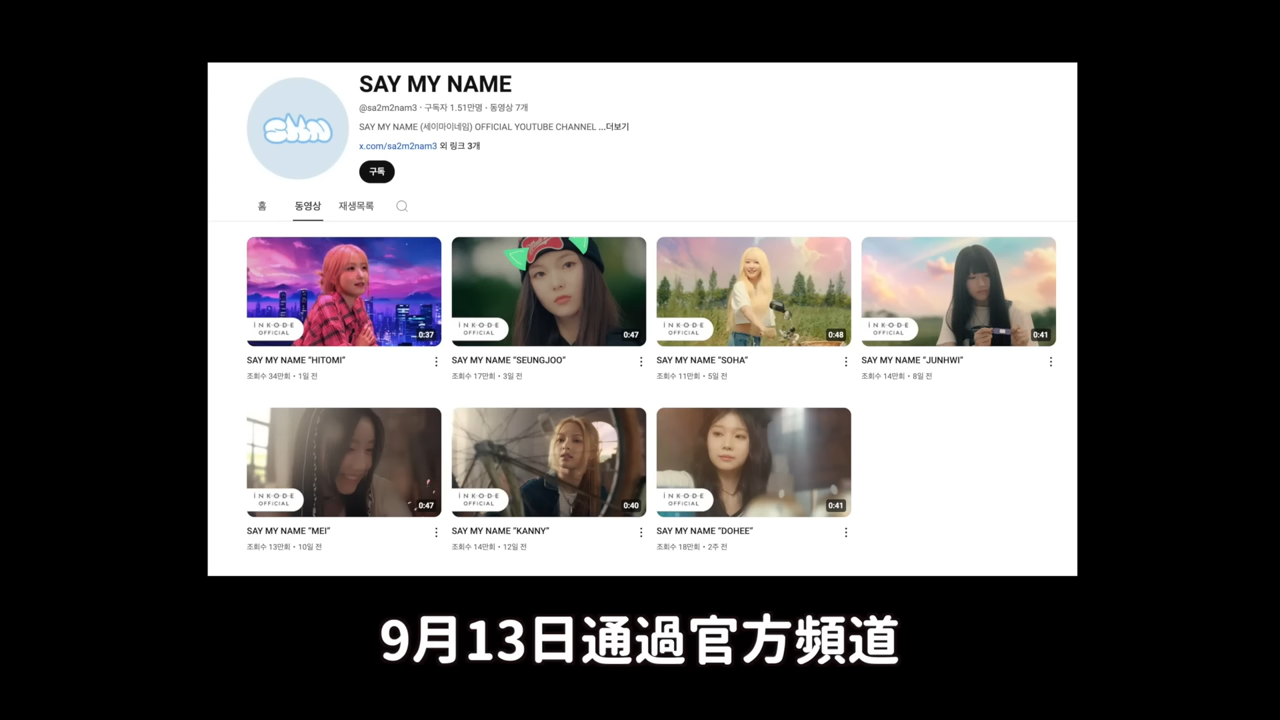 SMN
SAY MY NAME
@sa2m2nam3 · 구독자 1.51만명 · 동영상 7개
SAY MY NAME (세이마이네임) OFFICIAL YOUTUBE CHANNEL ...더보기
x.com/sa2m2nam3 외 링크 3개
구독
홈 동영상 재생목록
iNKODE OFFICIAL 0:37
iNKODE OFFICIAL 0:47
iNKODE OFFICIAL 0:48
iNKODE OFFICIAL 0:41
SAY MY NAME “HITOMI” SAY MY NAME “SEUNGJOO” SAY MY NAME “SOHA” SAY MY NAME “JUNHWI”
조회수 34만회 • 1일 전 조회수 17만회 • 3일 전 조회수 11만회 • 5일 전 조회수 14만회 • 8일 전
iNKODE OFFICIAL 0:47
iNKODE OFFICIAL 0:40
iNKODE OFFICIAL 0:41
SAY MY NAME “MEI” SAY MY NAME “KANNY” SAY MY NAME “DOHEE”
조회수 13만회 • 10일 전 조회수 14만회 • 12일 전 조회수 18만회 • 2주 전
9月13日通過官方頻道